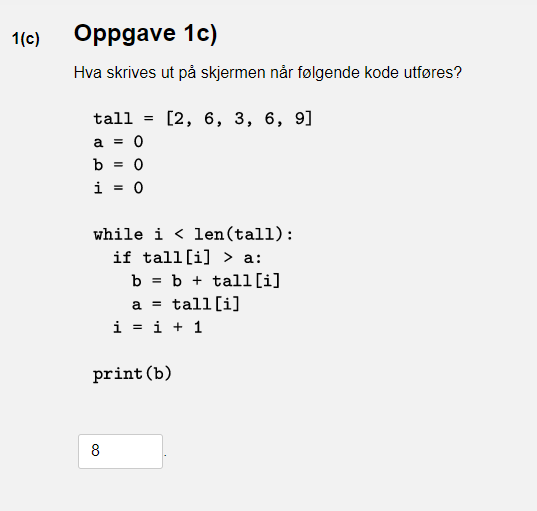 1(c)
Oppgave 1c)
Hva skrives ut på skjermen når følgende kode utføres?
tall = [2, 6, 3, 6, 9]
a = 0
b = 0
i = 0
while i < len(tall):
if tall[i] > a:
b = b + tall[i]
a = tall[i]
i = i + 1
print(b)
8 .